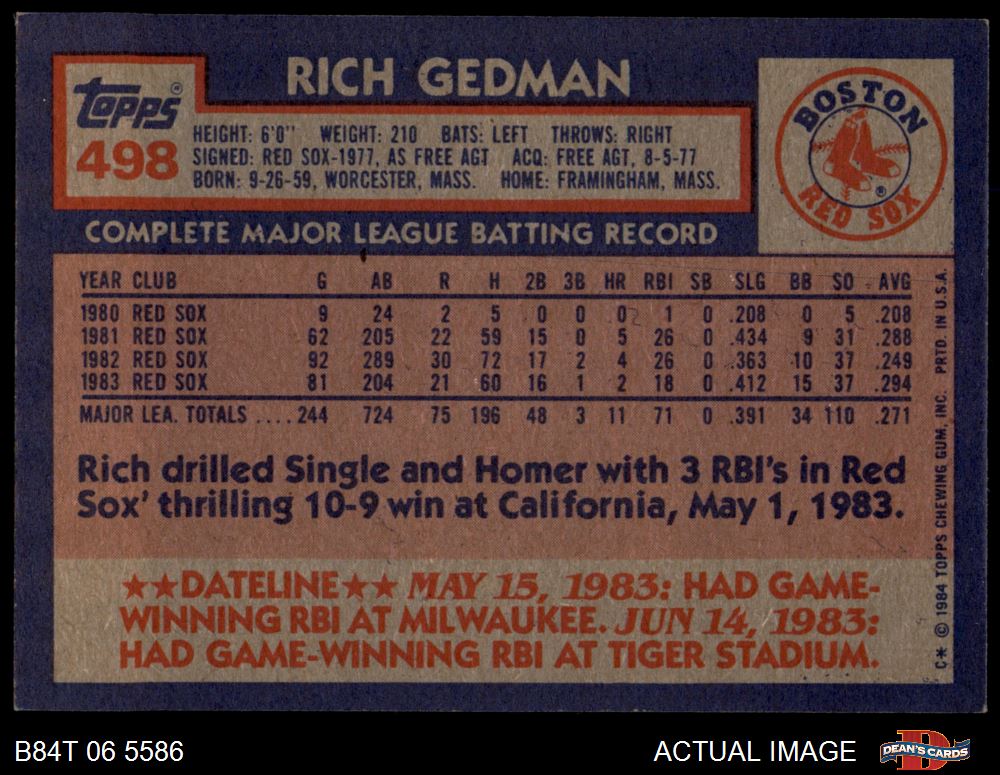 RICH GEDMAN
Topps®
498
HEIGHT: 6'0" WEIGHT: 210 BATS: LEFT THROWS: RIGHT
SIGNED: RED SOX-1977, AS FREE AGT ACQ: FREE AGT, 8-5-77
BORN: 9-26-59, WORCESTER, MASS. HOME: FRAMINGHAM, MASS.
BOSTON
RED SOX
®
COMPLETE MAJOR LEAGUE BATTING RECORD
YEAR CLUB G AB R H 2B 3B HR RBI SB SLG BB SO AVG
1980 RED SOX 9 24 2 5 0 0 0 1 0 .208 0 5 .208
1981 RED SOX 62 205 22 59 15 0 5 26 0 .434 9 31 .288
1982 RED SOX 92 289 30 72 17 2 4 26 0 .363 10 37 .249
1983 RED SOX 81 204 21 60 16 1 2 18 0 .412 15 37 .294
MAJOR LEA. TOTALS ....244 724 75 196 48 3 11 71 0 .391 34 110 .271
Rich drilled Single and Homer with 3 RBI's in Red
Sox' thrilling 10-9 win at California, May 1, 1983.
★★DATELINE★★ MAY 15, 1983: HAD GAME-
WINNING RBI AT MILWAUKEE. JUN 14, 1983:
HAD GAME-WINNING RBI AT TIGER STADIUM.
C* © 1984 TOPPS CHEWING GUM, INC. PRTD. IN U.S.A.
B84T 06 5586
ACTUAL IMAGE
DEAN'S CARDS